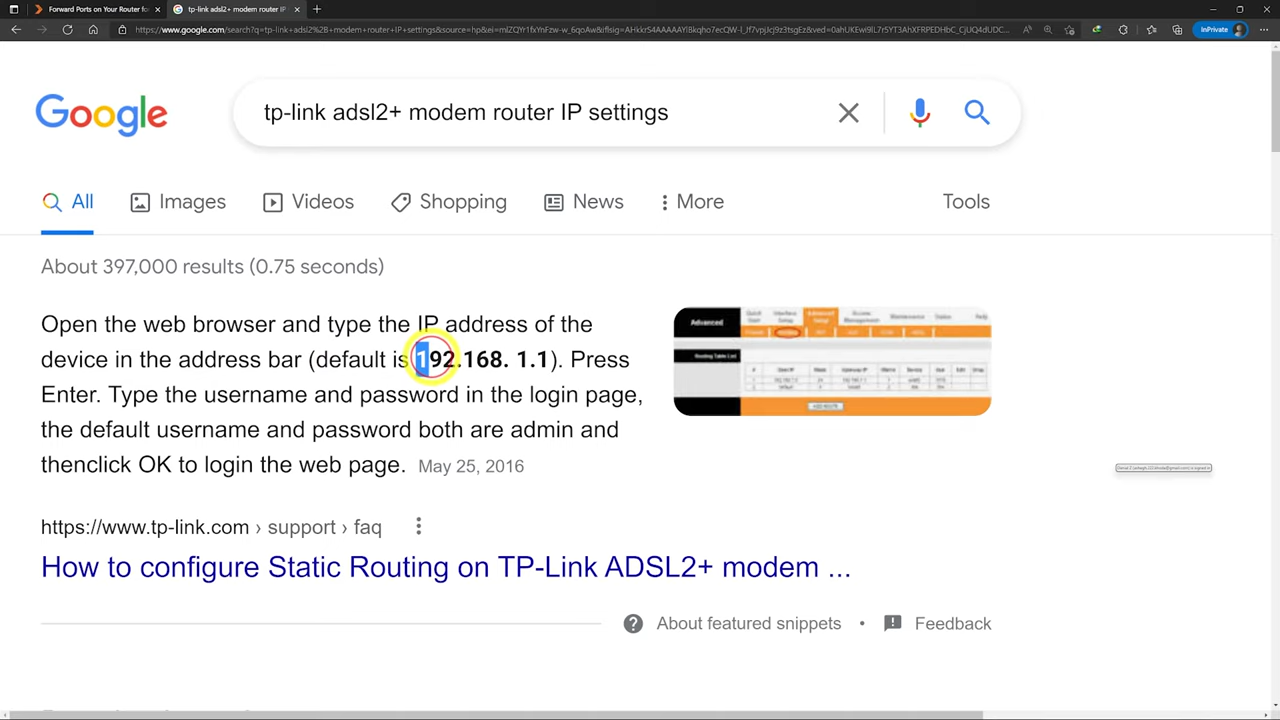 Forward Ports on Your Router for
tp-link adsl2+ modem router IP
InPrivate
Google
tp-link adsl2+ modem router IP settings
All
Images
Videos
Shopping
News
More
Tools
About 397,000 results (0.75 seconds)
Open the web browser and type the IP address of the
device in the address bar (default is 192.168. 1.1). Press
Enter. Type the username and password in the login page,
the default username and password both are admin and
thenclick OK to login the web page. May 25, 2016
Advanced
https://www.tp-link.com › support › faq
How to configure Static Routing on TP-Link ADSL2+ modem ...
About featured snippets • Feedback